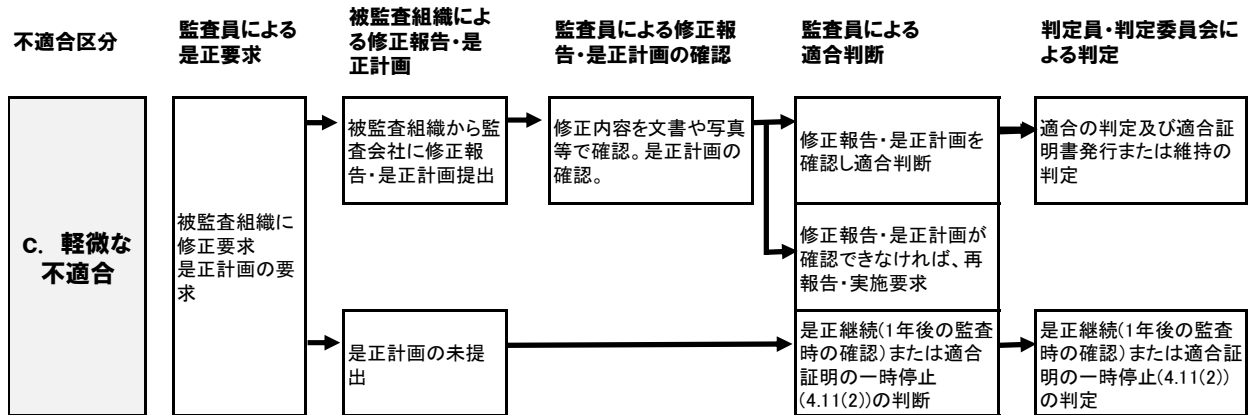 不適合区分
監査員による
是正要求
被監査組織によ
る修正報告・是
正計画
監査員による修正報
告・是正計画の確認
監査員による
適合判断
判定員・判定委員会に
よる判定
C. 軽微な
不適合
被監査組織に
修正要求
是正計画の要
求
被監査組織から監
査会社に修正報
告・是正計画提出
修正内容を文書や写真
等で確認。是正計画の
確認。
修正報告・是正計画を
確認し適合判断
適合の判定及び適合証
明書発行または維持の
判定
修正報告・是正計画が
確認できなければ、再
報告・実施要求
是正計画の未提
出
是正継続(1年後の監査
時の確認)または適合
証明の一時停止
(4.11(2))の判断
是正継続(1年後の監査
時の確認)または適合証
明の一時停止(4.11(2))
の判定